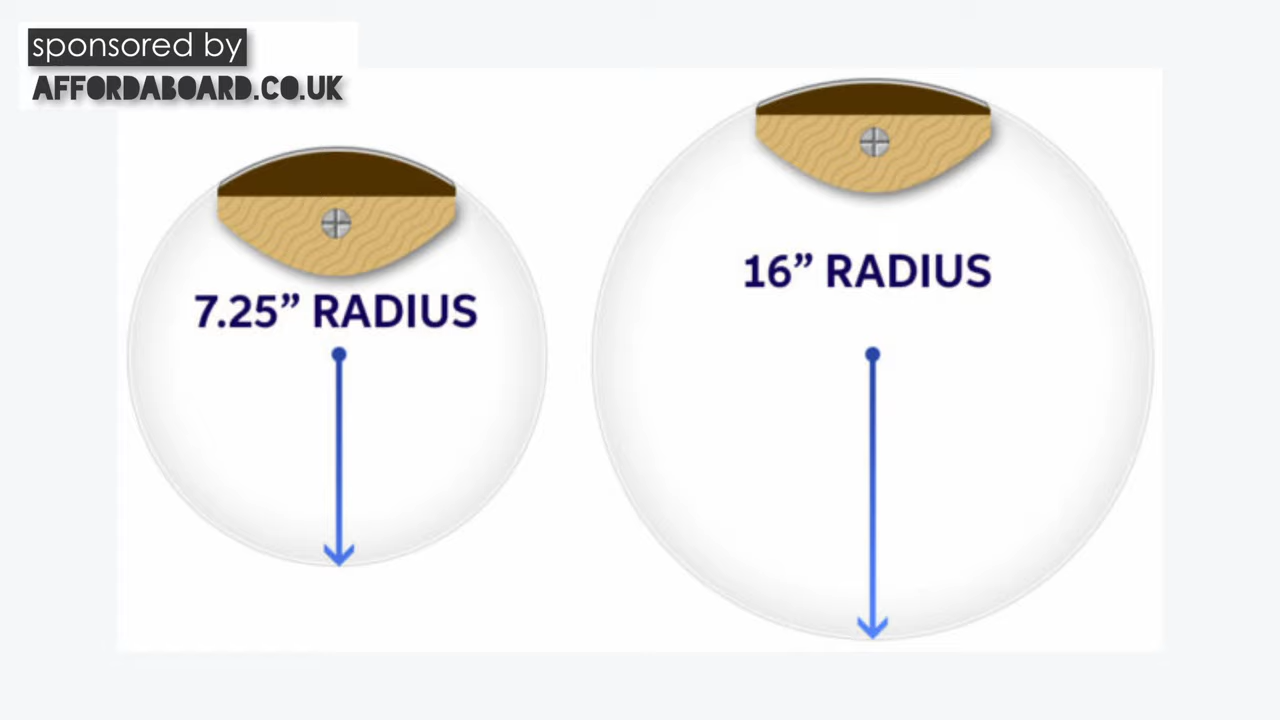 sponsored by
AFFORDABOARD.CO.UK
7.25” RADIUS
16” RADIUS